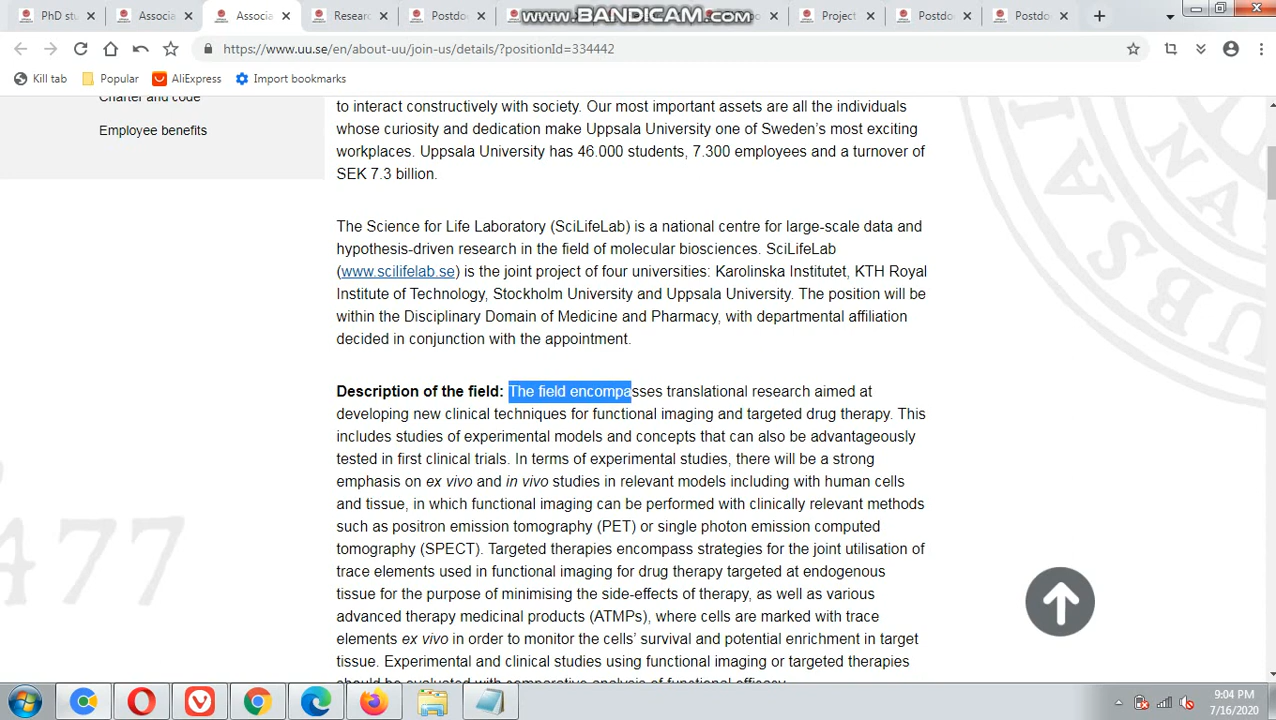 PhD stu
Associa
Associa
Resear
Postdo
www.BANDICAM.com
Project
Postdo
Postdo
https://www.uu.se/en/about-uu/join-us/details/?positionId=334442
Kill tab
Popular
AliExpress
Import bookmarks
Charter and code
Employee benefits
to interact constructively with society. Our most important assets are all the individuals
whose curiosity and dedication make Uppsala University one of Sweden's most exciting
workplaces. Uppsala University has 46.000 students, 7.300 employees and a turnover of
SEK 7.3 billion.
The Science for Life Laboratory (SciLifeLab) is a national centre for large-scale data and
hypothesis-driven research in the field of molecular biosciences. SciLifeLab
(www.scilifelab.se) is the joint project of four universities: Karolinska Institutet, KTH Royal
Institute of Technology, Stockholm University and Uppsala University. The position will be
within the Disciplinary Domain of Medicine and Pharmacy, with departmental affiliation
decided in conjunction with the appointment.
Description of the field: The field encompasses translational research aimed at
developing new clinical techniques for functional imaging and targeted drug therapy. This
includes studies of experimental models and concepts that can also be advantageously
tested in first clinical trials. In terms of experimental studies, there will be a strong
emphasis on ex vivo and in vivo studies in relevant models including with human cells
and tissue, in which functional imaging can be performed with clinically relevant methods
such as positron emission tomography (PET) or single photon emission computed
tomography (SPECT). Targeted therapies encompass strategies for the joint utilisation of
trace elements used in functional imaging for drug therapy targeted at endogenous
tissue for the purpose of minimising the side-effects of therapy, as well as various
advanced therapy medicinal products (ATMPs), where cells are marked with trace
elements ex vivo in order to monitor the cells' survival and potential enrichment in target
tissue. Experimental and clinical studies using functional imaging or targeted therapies
should be evaluated with comparative analysis of functional efficacy.
477
9:04 PM
7/16/2020